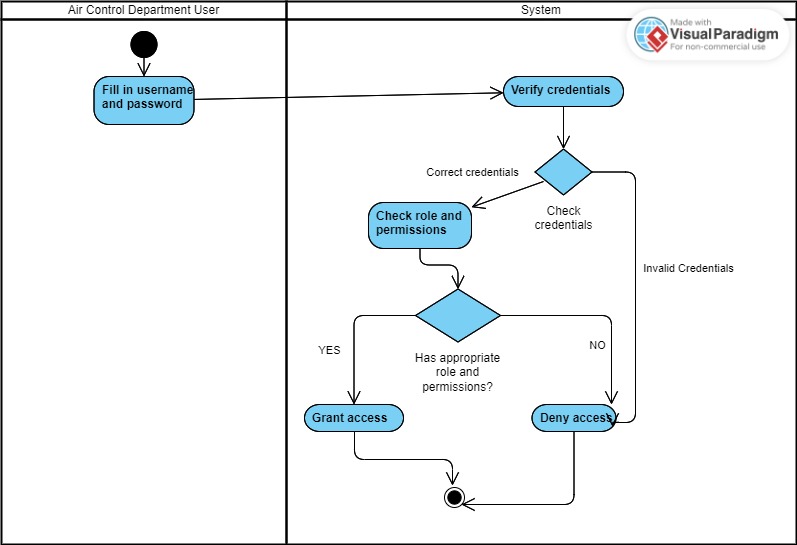 Air Control Department User
System
Made with
VisualParadigm
For non-commercial use
Fill in username
and password
Verify credentials
Correct credentials
Check
credentials
Check role and
permissions
Invalid Credentials
YES
NO
Has appropriate
role and
permissions?
Grant access
Deny access